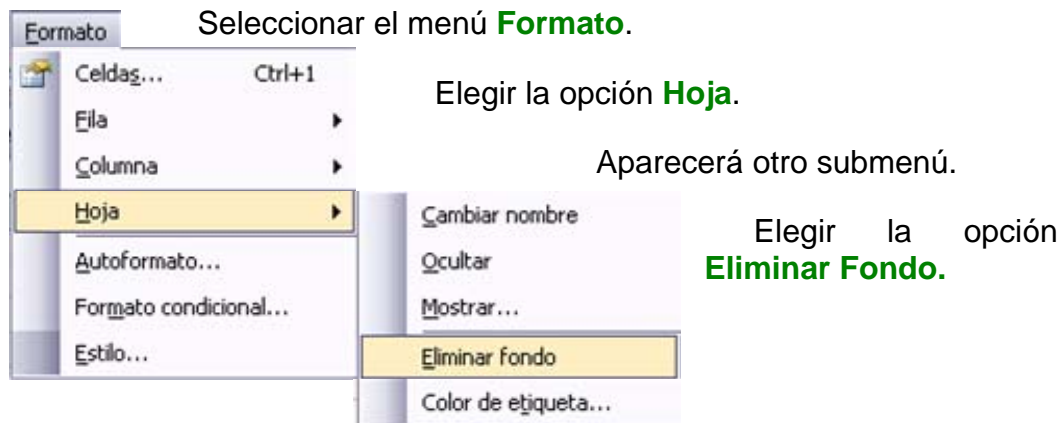 Seleccionar el menú Formato.
Formato
Celdas... Ctrl+1
Elegir la opción Hoja.
Fila
Aparecerá otro submenú.
Columna
Hoja
Cambiar nombre
Elegir la opción
Eliminar Fondo.
Autoformato...
Ocultar
Formato condicional...
Mostrar...
Estilo...
Eliminar fondo
Color de etiqueta...